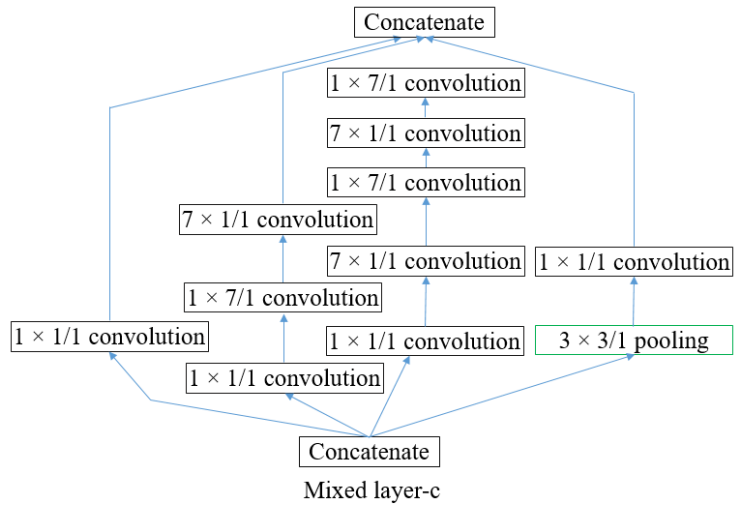 Concatenate
1 × 7/1 convolution
7 × 1/1 convolution
1 × 7/1 convolution
7 × 1/1 convolution
7 × 1/1 convolution
1 × 1/1 convolution
1 × 7/1 convolution
1 × 1/1 convolution
1 × 1/1 convolution
3 × 3/1 pooling
1 × 1/1 convolution
Concatenate
Mixed layer-c